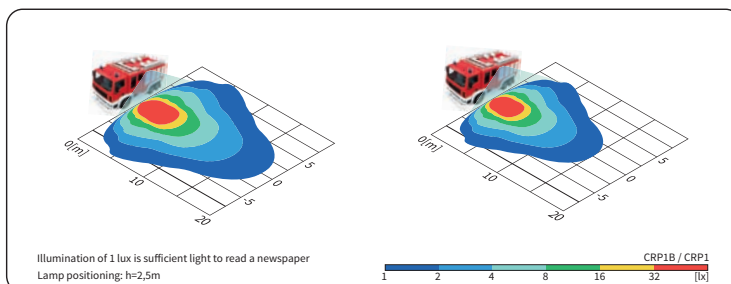 0[m]
10
20
-5
0
5
0[m]
10
20
-5
0
5
Illumination of 1 lux is sufficient light to read a newspaper
Lamp positioning: h=2,5m
CRP1B / CRP1
1 2 4 8 16 32 [lx]